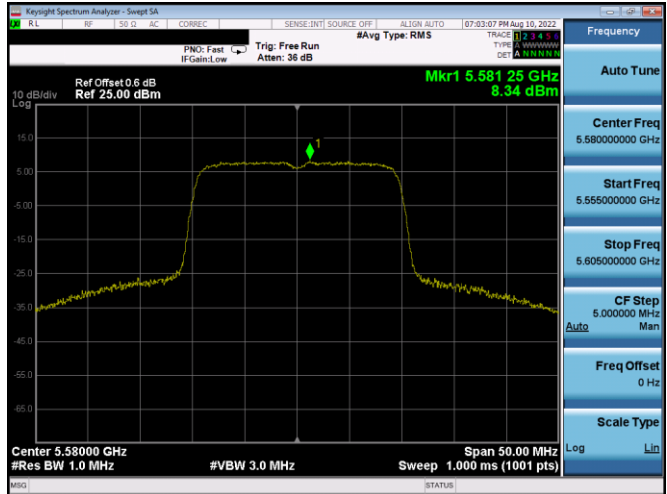 Keysight Spectrum Analyzer - Swept SA
RL RF 50 Ω AC CORREC SENSE:INT SOURCE OFF ALIGN AUTO 07:03:07 PM Aug 10, 2022
#Avg Type: RMS
TRACE 1 2 3 4 5 6
PNO: Fast Trig: Free Run TYPE A WWWWW
IFGain:Low Atten: 36 dB DET A N N N N N
Frequency
Auto Tune
Mkr1 5.581 25 GHz
8.34 dBm
Ref Offset 0.6 dB
10 dB/div Ref 25.00 dBm
Log
15.0
5.00
-5.00
-15.0
-25.0
-35.0
-45.0
-55.0
-65.0
1
Center Freq
5.580000000 GHz
Start Freq
5.555000000 GHz
Stop Freq
5.605000000 GHz
CF Step
5.000000 MHz
Auto Man
Freq Offset
0 Hz
Scale Type
Log Lin
Center 5.58000 GHz Span 50.00 MHz
#Res BW 1.0 MHz #VBW 3.0 MHz Sweep 1.000 ms (1001 pts)
MSG STATUS